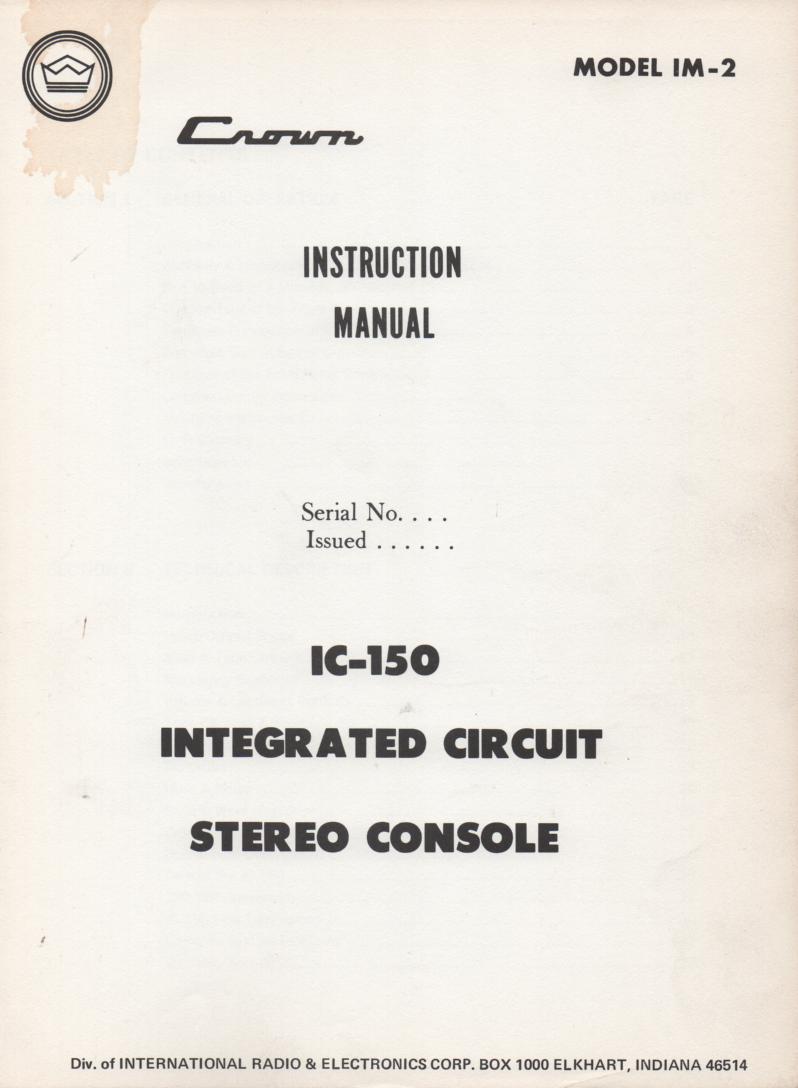 MODEL IM-2
Crown
INSTRUCTION
MANUAL
Serial No. . . .
Issued . . . . . .
IC-150
INTEGRATED CIRCUIT
STEREO CONSOLE
Div. of INTERNATIONAL RADIO & ELECTRONICS CORP. BOX 1000 ELKHART, INDIANA 46514